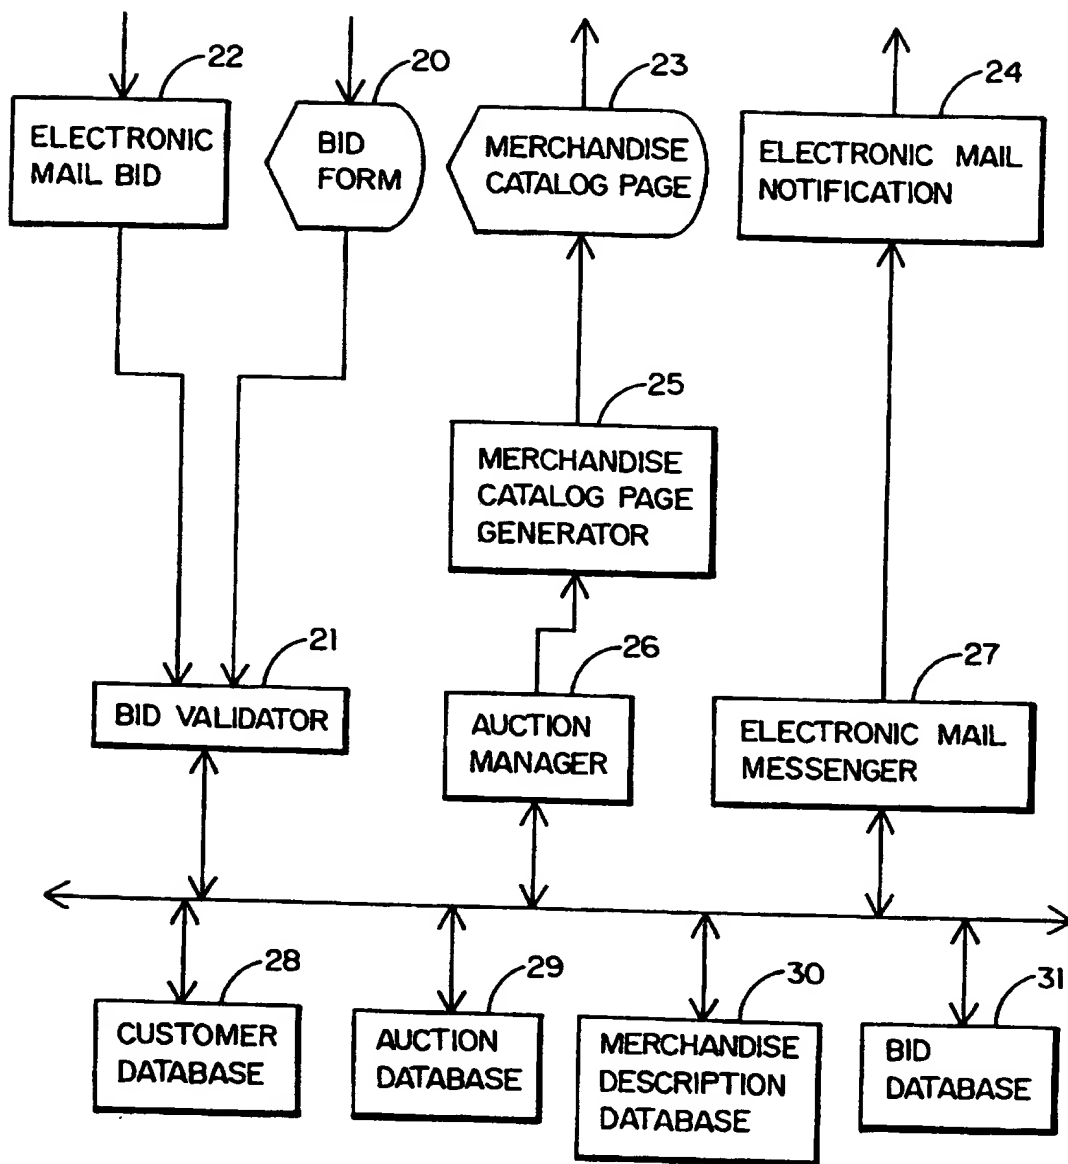 22
20
23
24
ELECTRONIC
MAIL BID
BID
FORM
MERCHANDISE
CATALOG PAGE
ELECTRONIC MAIL
NOTIFICATION
25
MERCHANDISE
CATALOG PAGE
GENERATOR
21
26
27
BID VALIDATOR
AUCTION
MANAGER
ELECTRONIC MAIL
MESSENGER
28
29
30
31
CUSTOMER
DATABASE
AUCTION
DATABASE
MERCHANDISE
DESCRIPTION
DATABASE
BID
DATABASE